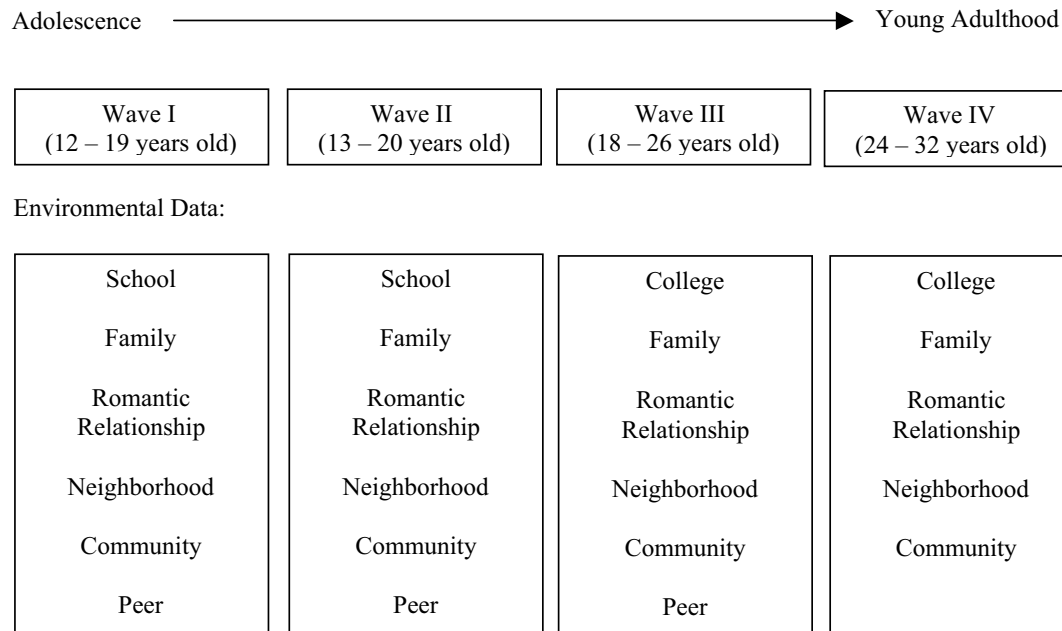 Adolescence
Young Adulthood
Wave I
(12 – 19 years old)
Wave II
(13 – 20 years old)
Wave III
(18 – 26 years old)
Wave IV
(24 – 32 years old)
Environmental Data:
School
Family
Romantic
Relationship
Neighborhood
Community
Peer
School
Family
Romantic
Relationship
Neighborhood
Community
Peer
College
Family
Romantic
Relationship
Neighborhood
Community
Peer
College
Family
Romantic
Relationship
Neighborhood
Community